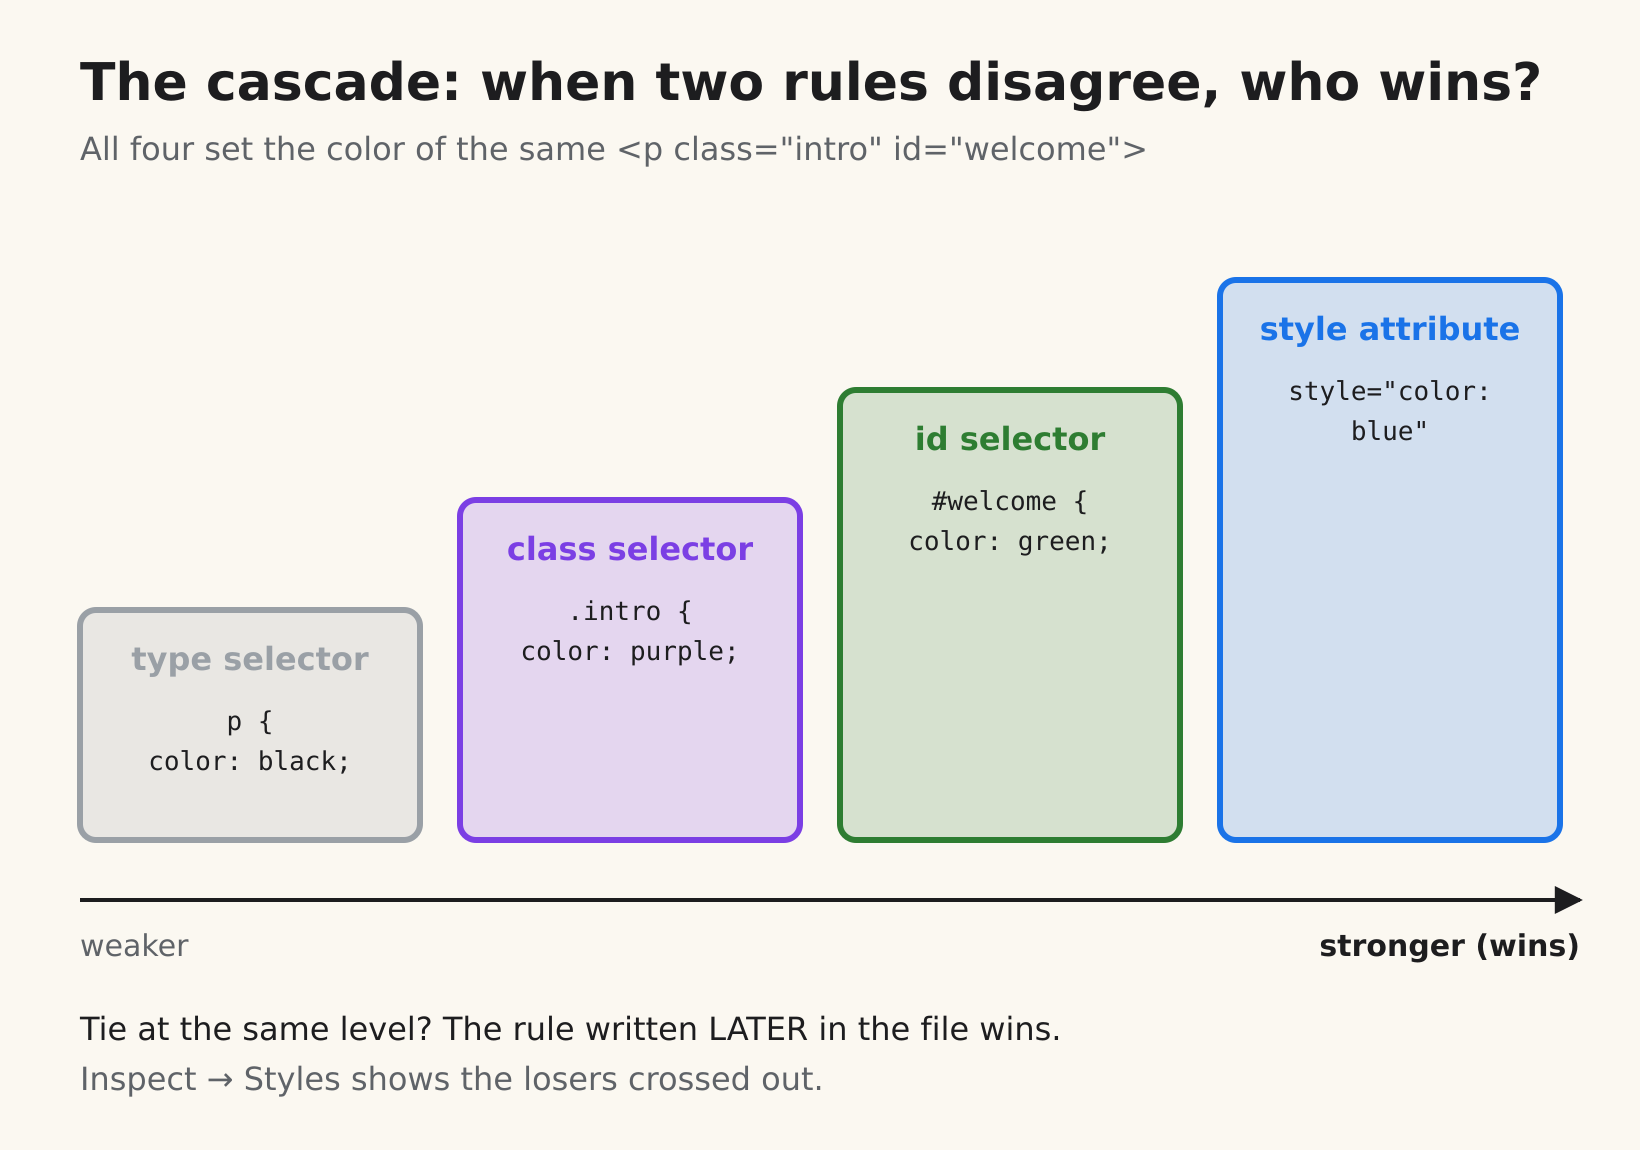 The cascade: when two rules disagree, who wins?
All four set the color of the same <p class="intro" id="welcome">
type selector
p {
color: black;
class selector
.intro {
color: purple;
id selector
#welcome {
color: green;
style attribute
style="color:
blue"
weaker
stronger (wins)
Tie at the same level? The rule written LATER in the file wins.
Inspect → Styles shows the losers crossed out.